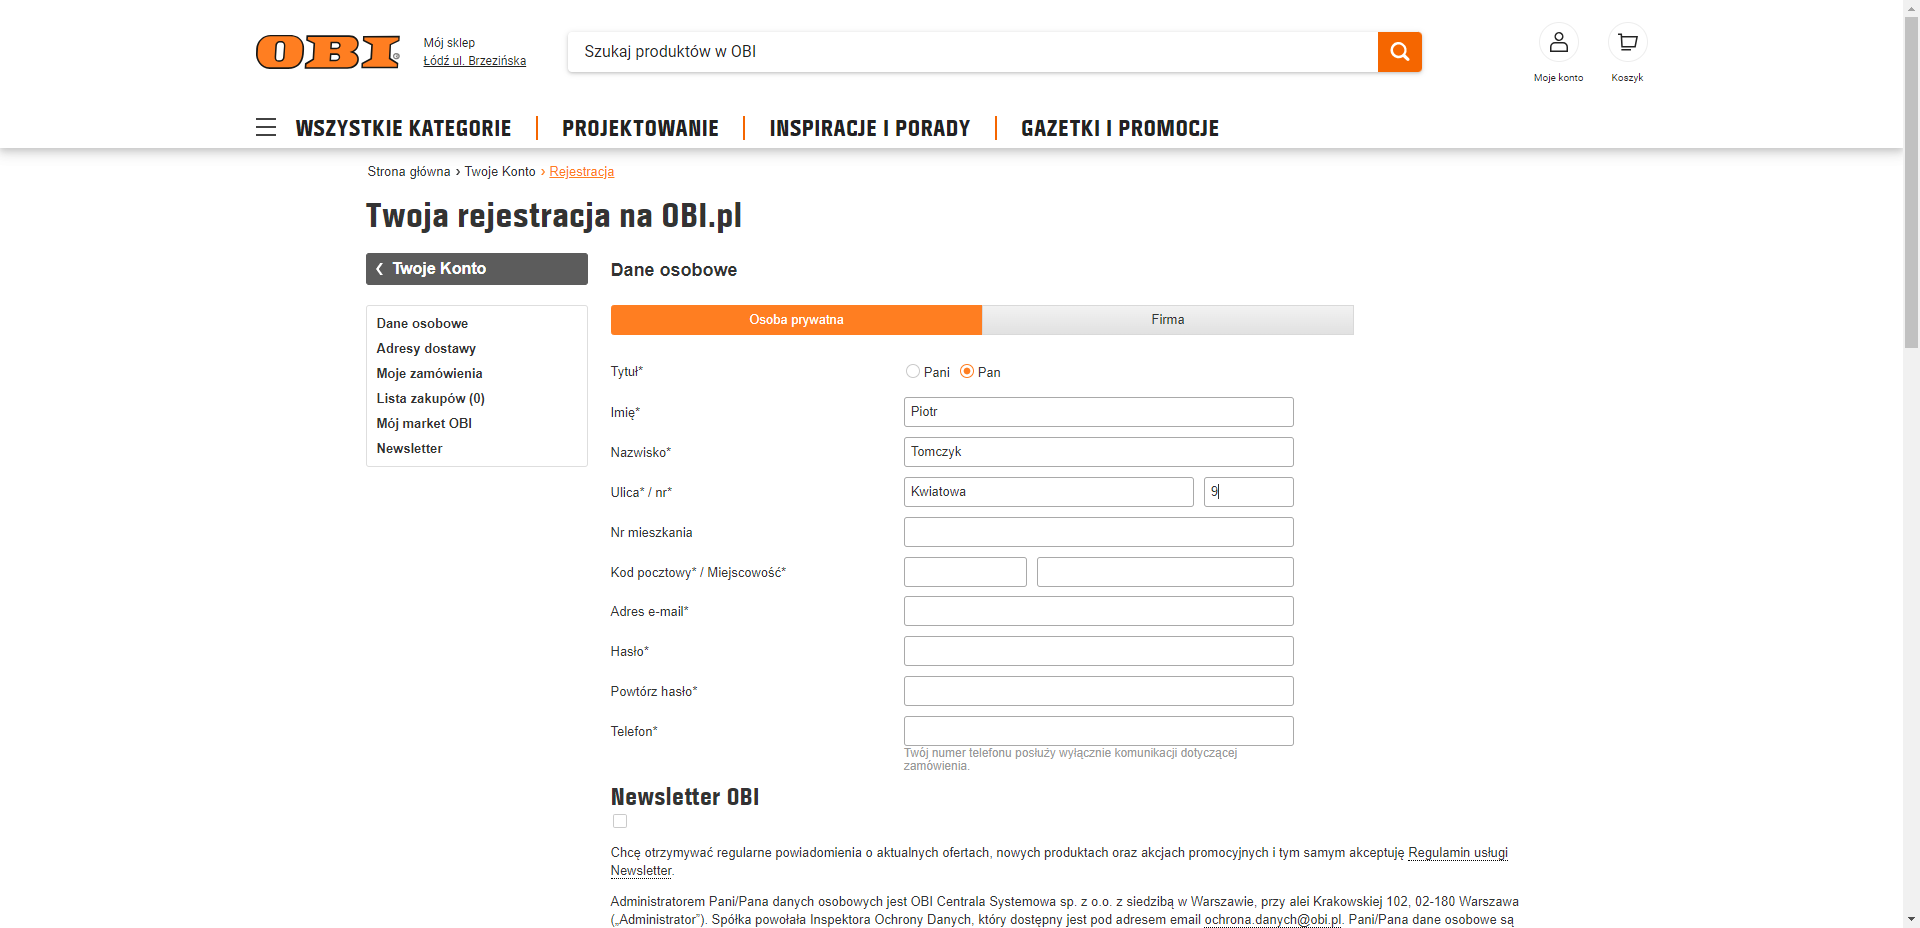 OBI
Mój sklep
Łódź ul. Brzezińska
Szukaj produktów w OBI
Moje konto
Koszyk
WSZYSTKIE KATEGORIE
PROJEKTOWANIE
INSPIRACJE I PORADY
GAZETKI I PROMOCJE
Strona główna › Twoje Konto › Rejestracja
Twoja rejestracja na OBI.pl
Twoje Konto
Dane osobowe
Adresy dostawy
Moje zamówienia
Lista zakupów (0)
Mój market OBI
Newsletter
Dane osobowe
Osoba prywatna
Firma
Tytuł* Pani Pan
Imię* Piotr
Nazwisko* Tomczyk
Ulica* / nr* Kwiatowa 9
Nr mieszkania
Kod pocztowy* / Miejscowość*
Adres e-mail*
Hasło*
Powtórz hasło*
Telefon*
Twój numer telefonu posłuży wyłącznie komunikacji dotyczącej
zamówienia.
Newsletter OBI
Chcę otrzymywać regularne powiadomienia o aktualnych ofertach, nowych produktach oraz akcjach promocyjnych i tym samym akceptuję Regulamin usługi
Newsletter.
Administratorem Pani/Pana danych osobowych jest OBI Centrala Systemowa sp. z o.o. z siedzibą w Warszawie, przy alei Krakowskiej 102, 02-180 Warszawa
(„Administrator”). Spółka powołała Inspektora Ochrony Danych, który dostępny jest pod adresem email ochrona.danych@obi.pl. Pani/Pana dane osobowe są